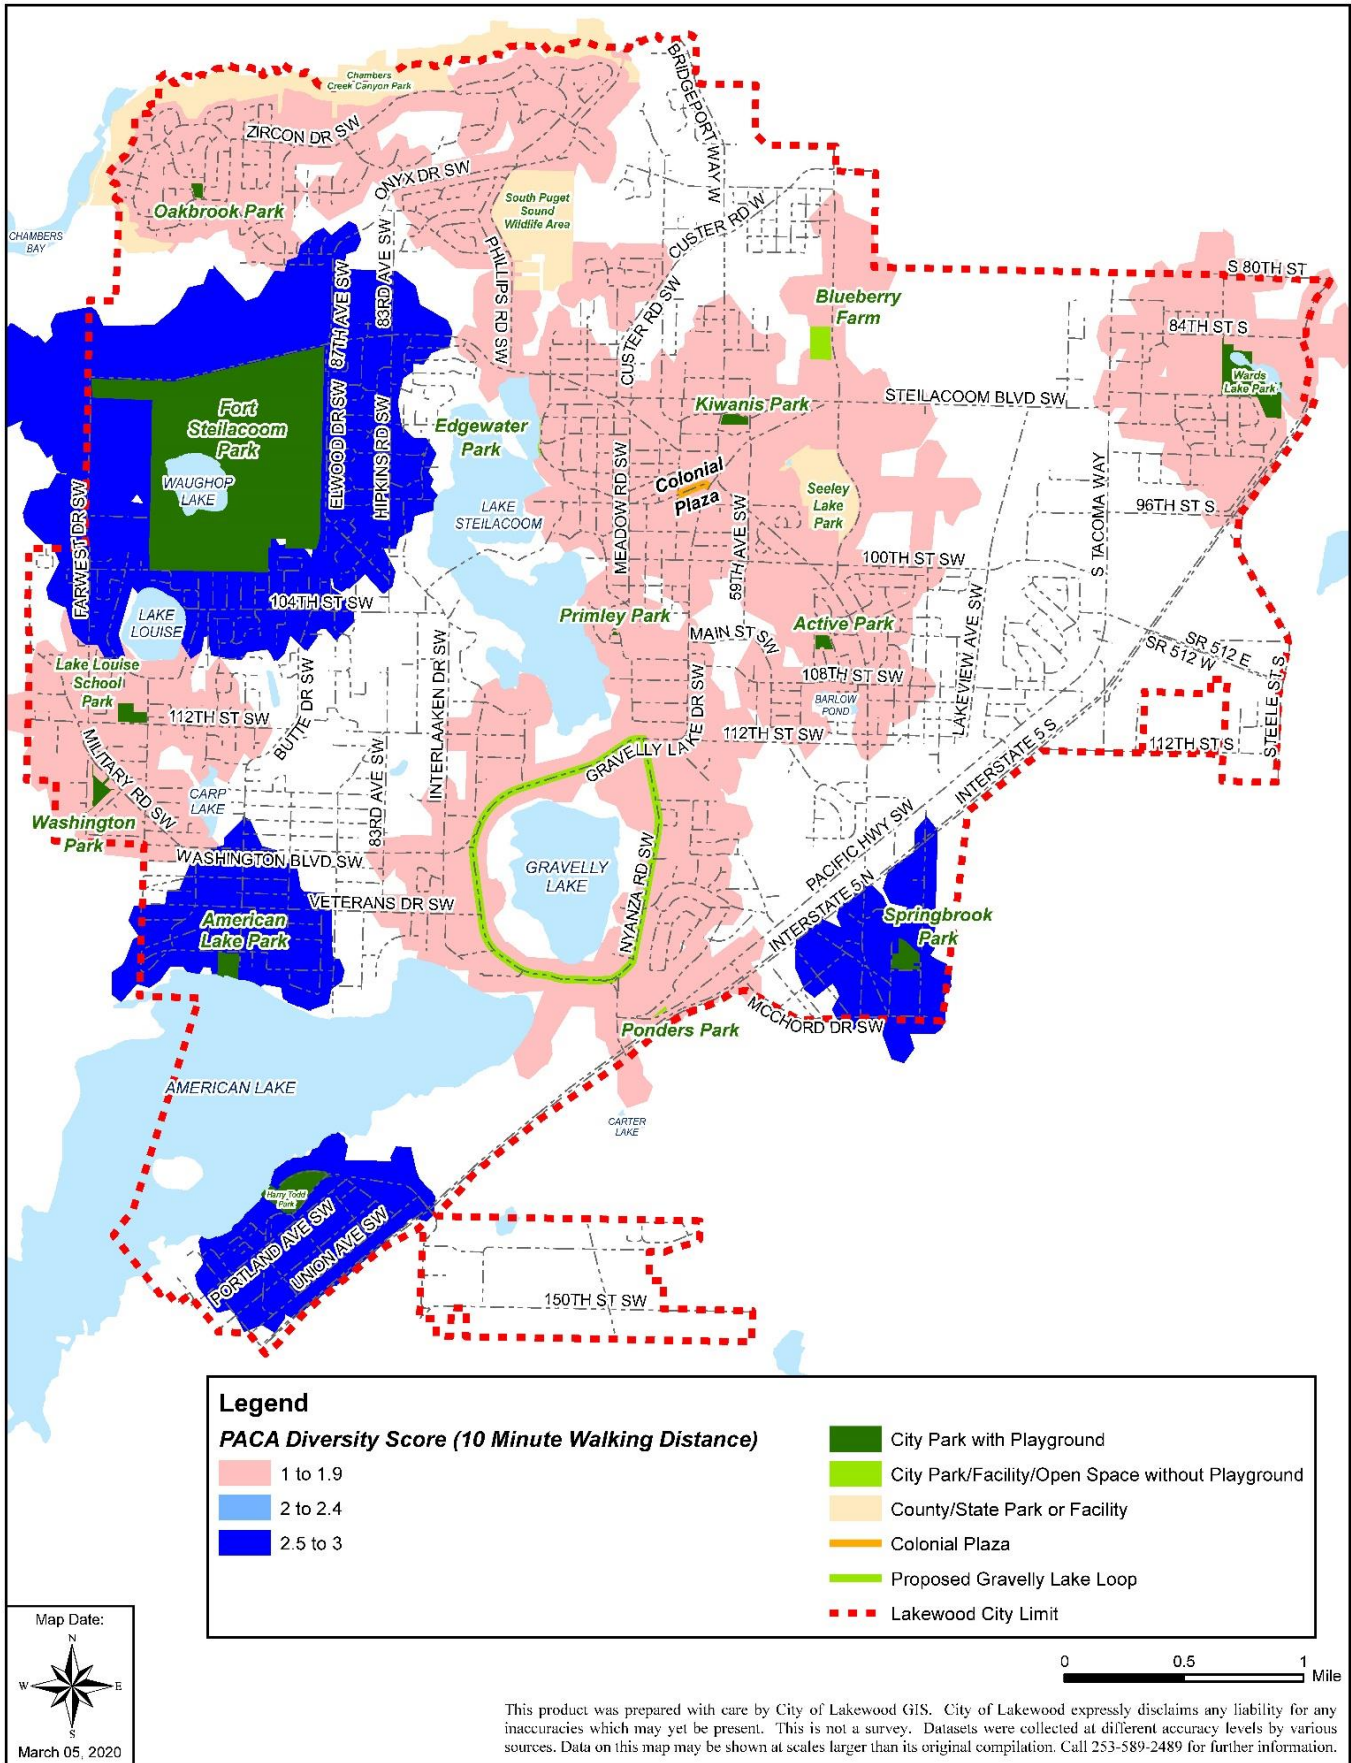 BRIDGEPORT WAY W
Chambers
Creek Canyon Park
ZIRCON DR SW
ONYX DR SW
South Puget
Sound
Wildlife Area
Oakbrook Park
CHAMBERS
BAY
CUSTER RD W
PHILLIPS RD SW
87TH AVE SW
83RD AVE SW
CUSTER RD SW
S 80TH ST
Blueberry
Farm
84TH ST S
Wards
Lake Park
STEILACOOM BLVD SW
Kiwanis Park
Fort
Steilacoom
Park
Edgewater
Park
ELWOOD DR SW
HIPKINS RD SW
WAUGHOP
LAKE
LAKE
STEILACOOM
MEADOW RD SW
Colonial
Plaza
59TH AVE SW
Seeley
Lake
Park
S TACOMA WAY
96TH ST S
FARWEST DR SW
100TH ST SW
104TH ST SW
LAKE
LOUISE
Primley Park
MAIN ST SW
Active Park
LAKEVIEW AVE SW
SR 512 E
SR 512 W
Lake Louise
School
Park
INTERLAAKEN DR SW
108TH ST SW
BARLOW
POND
STEELE ST S
112TH ST SW
BUTTE DR SW
GRAVELLY LAKE DR SW
112TH ST SW
112TH ST S
MILITARY RD SW
CARP
LAKE
83RD AVE SW
INTERSTATE 5 S
Washington
Park
WASHINGTON BLVD SW
GRAVELLY
LAKE
NYANZA RD SW
PACIFIC HWY SW
INTERSTATE 5 N
VETERANS DR SW
American
Lake Park
Springbrook
Park
Ponders Park
MCCHORD DR SW
AMERICAN LAKE
CARTER
LAKE
Harry Todd
Park
PORTLAND AVE SW
UNION AVE SW
150TH ST SW
Legend
PACA Diversity Score (10 Minute Walking Distance)
1 to 1.9
2 to 2.4
2.5 to 3
City Park with Playground
City Park/Facility/Open Space without Playground
County/State Park or Facility
Colonial Plaza
Proposed Gravelly Lake Loop
Lakewood City Limit
Map Date:
N
W E
S
March 05, 2020
0 0.5 1
Mile
This product was prepared with care by City of Lakewood GIS. City of Lakewood expressly disclaims any liability for any
inaccuracies which may yet be present. This is not a survey. Datasets were collected at different accuracy levels by various
sources. Data on this map may be shown at scales larger than its original compilation. Call 253-589-2489 for further information.